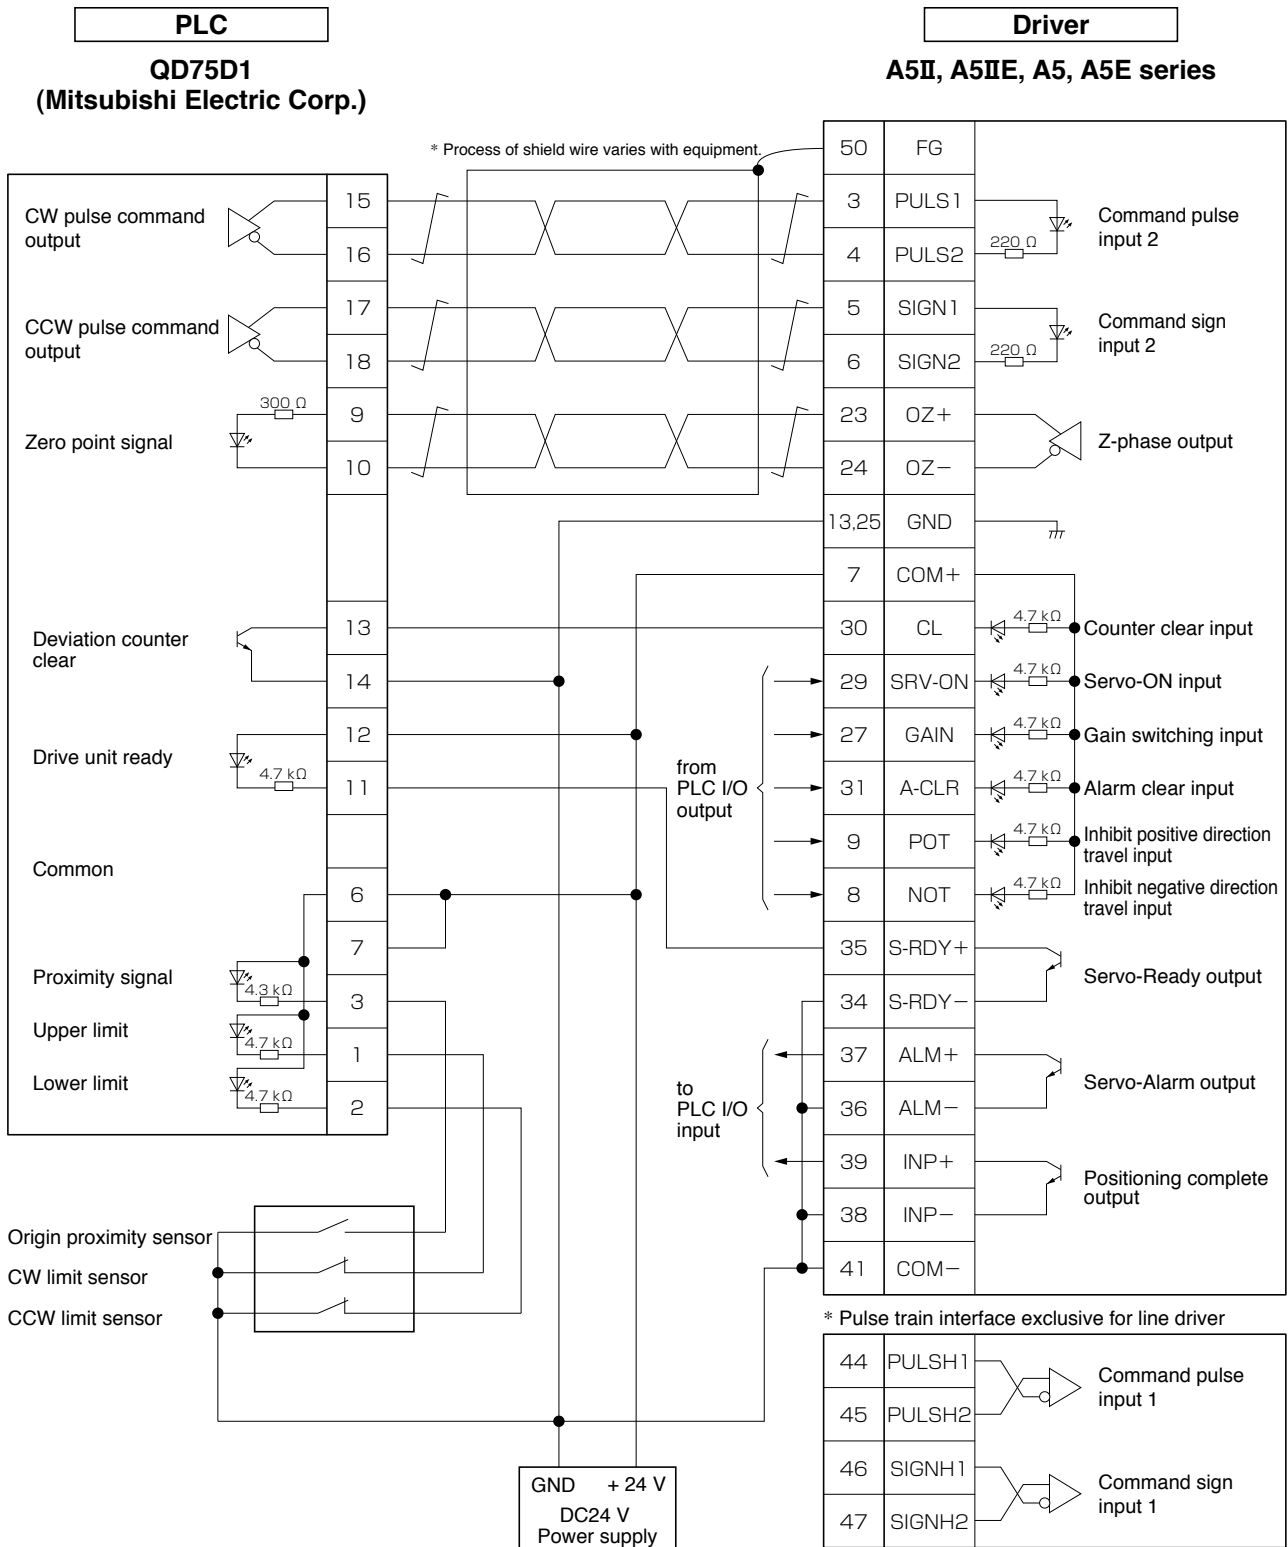 PLC
QD75D1
(Mitsubishi Electric Corp.)
Driver
A5II, A5IIE, A5, A5E series
* Process of shield wire varies with equipment.
CW pulse command
output
15
16
CCW pulse command
output
17
18
Zero point signal
300 Ω
9
10
Deviation counter
clear
13
14
Drive unit ready
4.7 kΩ
12
11
Common
6
7
Proximity signal
4.3 kΩ
3
Upper limit
4.7 kΩ
1
Lower limit
4.7 kΩ
2
Origin proximity sensor
CW limit sensor
CCW limit sensor
GND + 24 V
DC24 V
Power supply
from
PLC I/O
output
to
PLC I/O
input
50 FG
3 PULS1
4 PULS2
220 Ω
Command pulse
input 2
5 SIGN1
6 SIGN2
220 Ω
Command sign
input 2
23 OZ+
24 OZ−
Z-phase output
13,25 GND
7 COM+
30 CL 4.7 kΩ Counter clear input
29 SRV-ON 4.7 kΩ Servo-ON input
27 GAIN 4.7 kΩ Gain switching input
31 A-CLR 4.7 kΩ Alarm clear input
9 POT 4.7 kΩ Inhibit positive direction
travel input
8 NOT 4.7 kΩ Inhibit negative direction
travel input
35 S-RDY+
34 S-RDY−
Servo-Ready output
37 ALM+
36 ALM−
Servo-Alarm output
39 INP+
38 INP−
Positioning complete
output
41 COM−
* Pulse train interface exclusive for line driver
44 PULSH1
45 PULSH2
Command pulse
input 1
46 SIGNH1
47 SIGNH2
Command sign
input 1